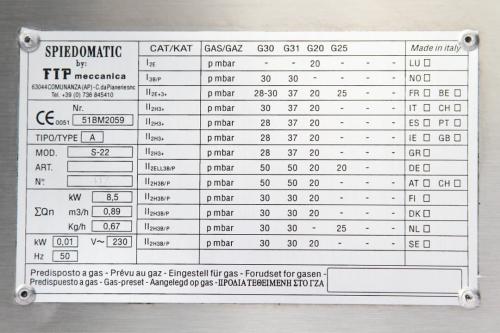 SPIEDOMATIC
by:
FTP meccanica
63044 COMUNANZA (AP) - C.da Pianerie snc
Tel. +39 (0) 736 845410
CE 0051 Nr. 51BM2059
TIPO/TYPE A
MOD. S-22
ART.
N°:
ΣQn kW 8,5
m3/h 0,89
Kg/h 0,67
kW 0,01 V~ 230
Hz 50
CAT/KAT GAS/GAZ G30 G31 G20 G25 Made in italy
I2E p mbar - - 20 - - - LU
I3B/P p mbar 30 30 - - - - NO
II2E+3+ p mbar 28-30 37 20 25 - - FR BE
II2H3+ p mbar 30 37 20 - - - IT CH
II2H3+ p mbar 28 37 20 - - - ES PT
II2H3+ p mbar 28 37 20 - - - IE GB
II2H3+ p mbar 28 37 20 - - - GR
II2ELL3B/P p mbar 50 50 20 20 - - DE
II2H3B/P p mbar 50 50 20 - - - AT CH
II2H3B/P p mbar 30 30 20 - - - FI
II2H3B/P p mbar 30 30 20 - - - DK
II2H3B/P p mbar 30 30 - 25 - - NL
II2H3B/P p mbar 30 30 20 - - - SE
Predisposto a gas - Prévu au gaz - Eingestell für gas - Forudset for gasen -
Predispuesto a gas - Gas-preset - Aangelegd op gas - ΠΡΟΔΙΑΤΕΘΕΙΜΕΝΗ ΣΤΟ ΓΖΑ